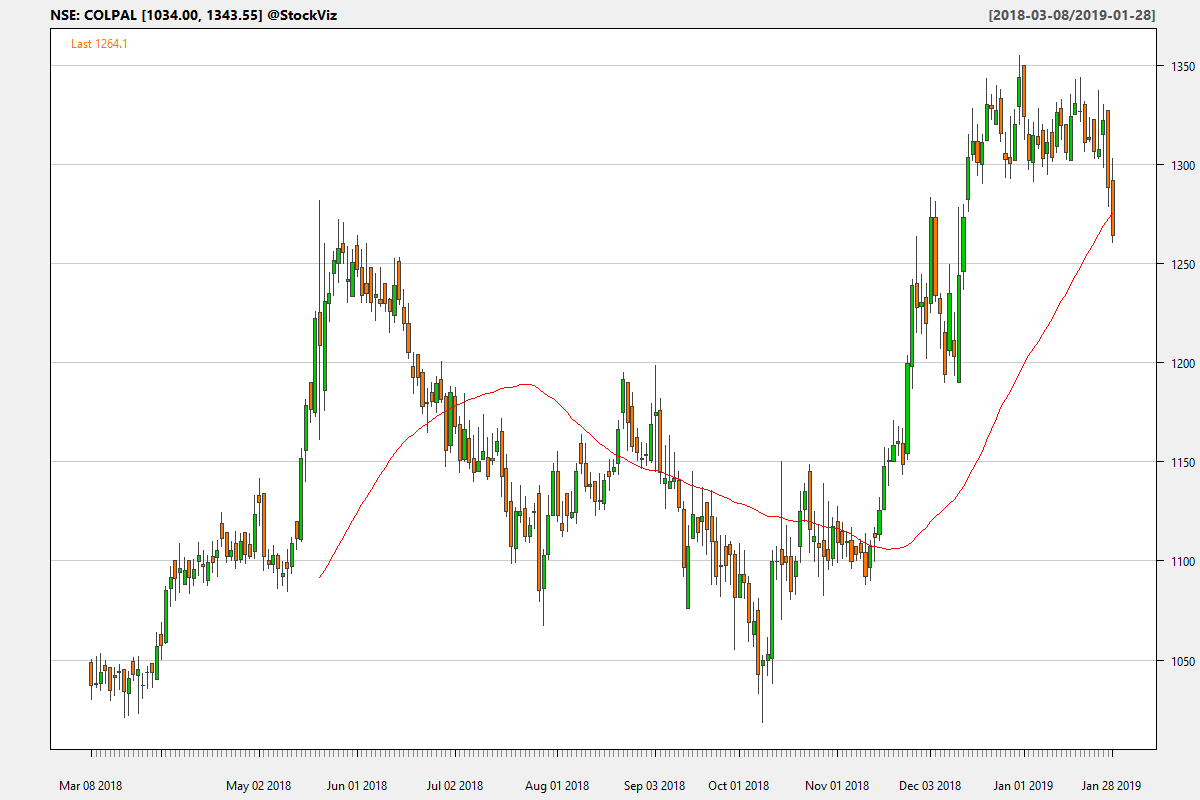 NSE: COLPAL [1034.00, 1343.55] @StockViz [2018-03-08/2019-01-28]
Last 1264.1
1350
1300
1250
1200
1150
1100
1050
Mar 08 2018 May 02 2018 Jun 01 2018 Jul 02 2018 Aug 01 2018 Sep 03 2018 Oct 01 2018 Nov 01 2018 Dec 03 2018 Jan 01 2019 Jan 28 2019